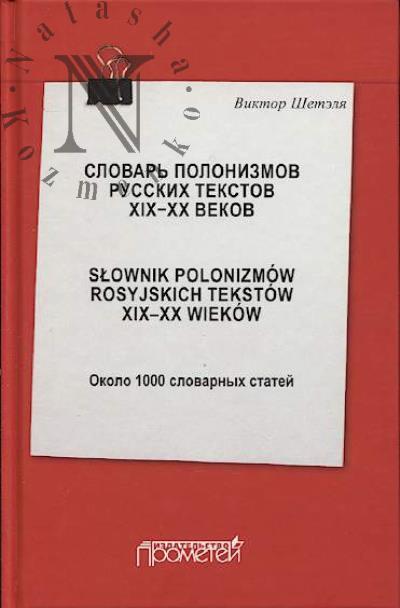 Natasha
Kozmenko
N
Виктор Шетэля
СЛОВАРЬ ПОЛОНИЗМОВ
РУССКИХ ТЕКСТОВ
XIX–XX ВЕКОВ
SŁOWNIK POLONIZMÓW
ROSYJSKICH TEKSTÓW
XIX–XX WIEKÓW
Около 1000 словарных статей
ИЗДАТЕЛЬСТВО
Прометей